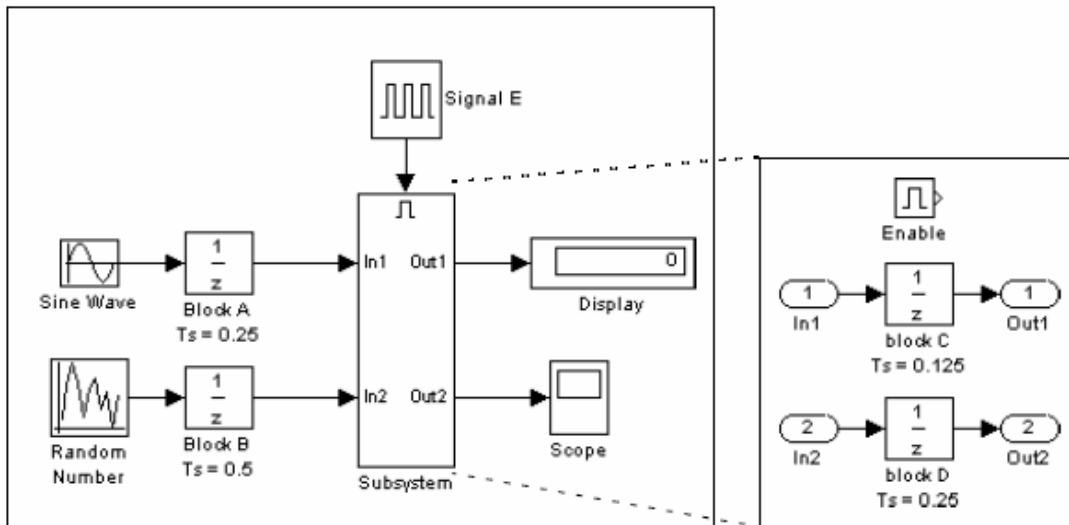 Signal E
In1
Out1
In2
Out2
Subsystem
Sine Wave
1
z
Block A
Ts = 0.25
Random
Number
1
z
Block B
Ts = 0.5
0
Display
Scope
Enable
1
In1
1
z
block C
Ts = 0.125
1
Out1
2
In2
1
z
block D
Ts = 0.25
2
Out2